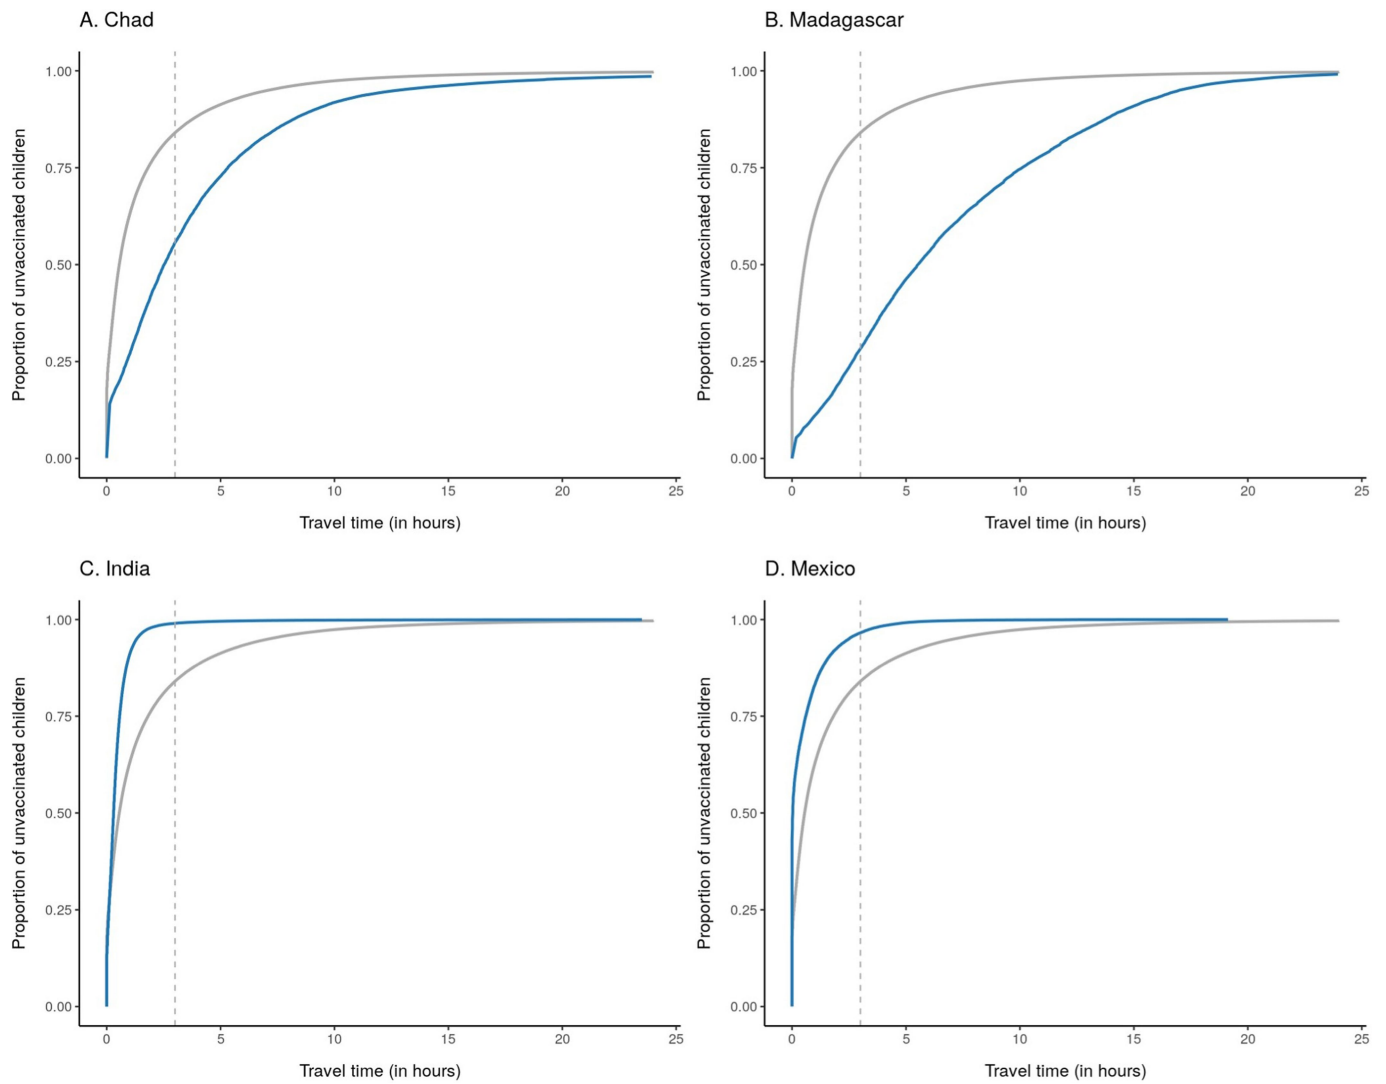 A. Chad
Proportion of unvaccinated children
1.00
0.75
0.50
0.25
0.00
0 5 10 15 20 25
Travel time (in hours)
B. Madagascar
Proportion of unvaccinated children
1.00
0.75
0.50
0.25
0.00
0 5 10 15 20 25
Travel time (in hours)
C. India
Proportion of unvaccinated children
1.00
0.75
0.50
0.25
0.00
0 5 10 15 20 25
Travel time (in hours)
D. Mexico
Proportion of unvaccinated children
1.00
0.75
0.50
0.25
0.00
0 5 10 15 20 25
Travel time (in hours)